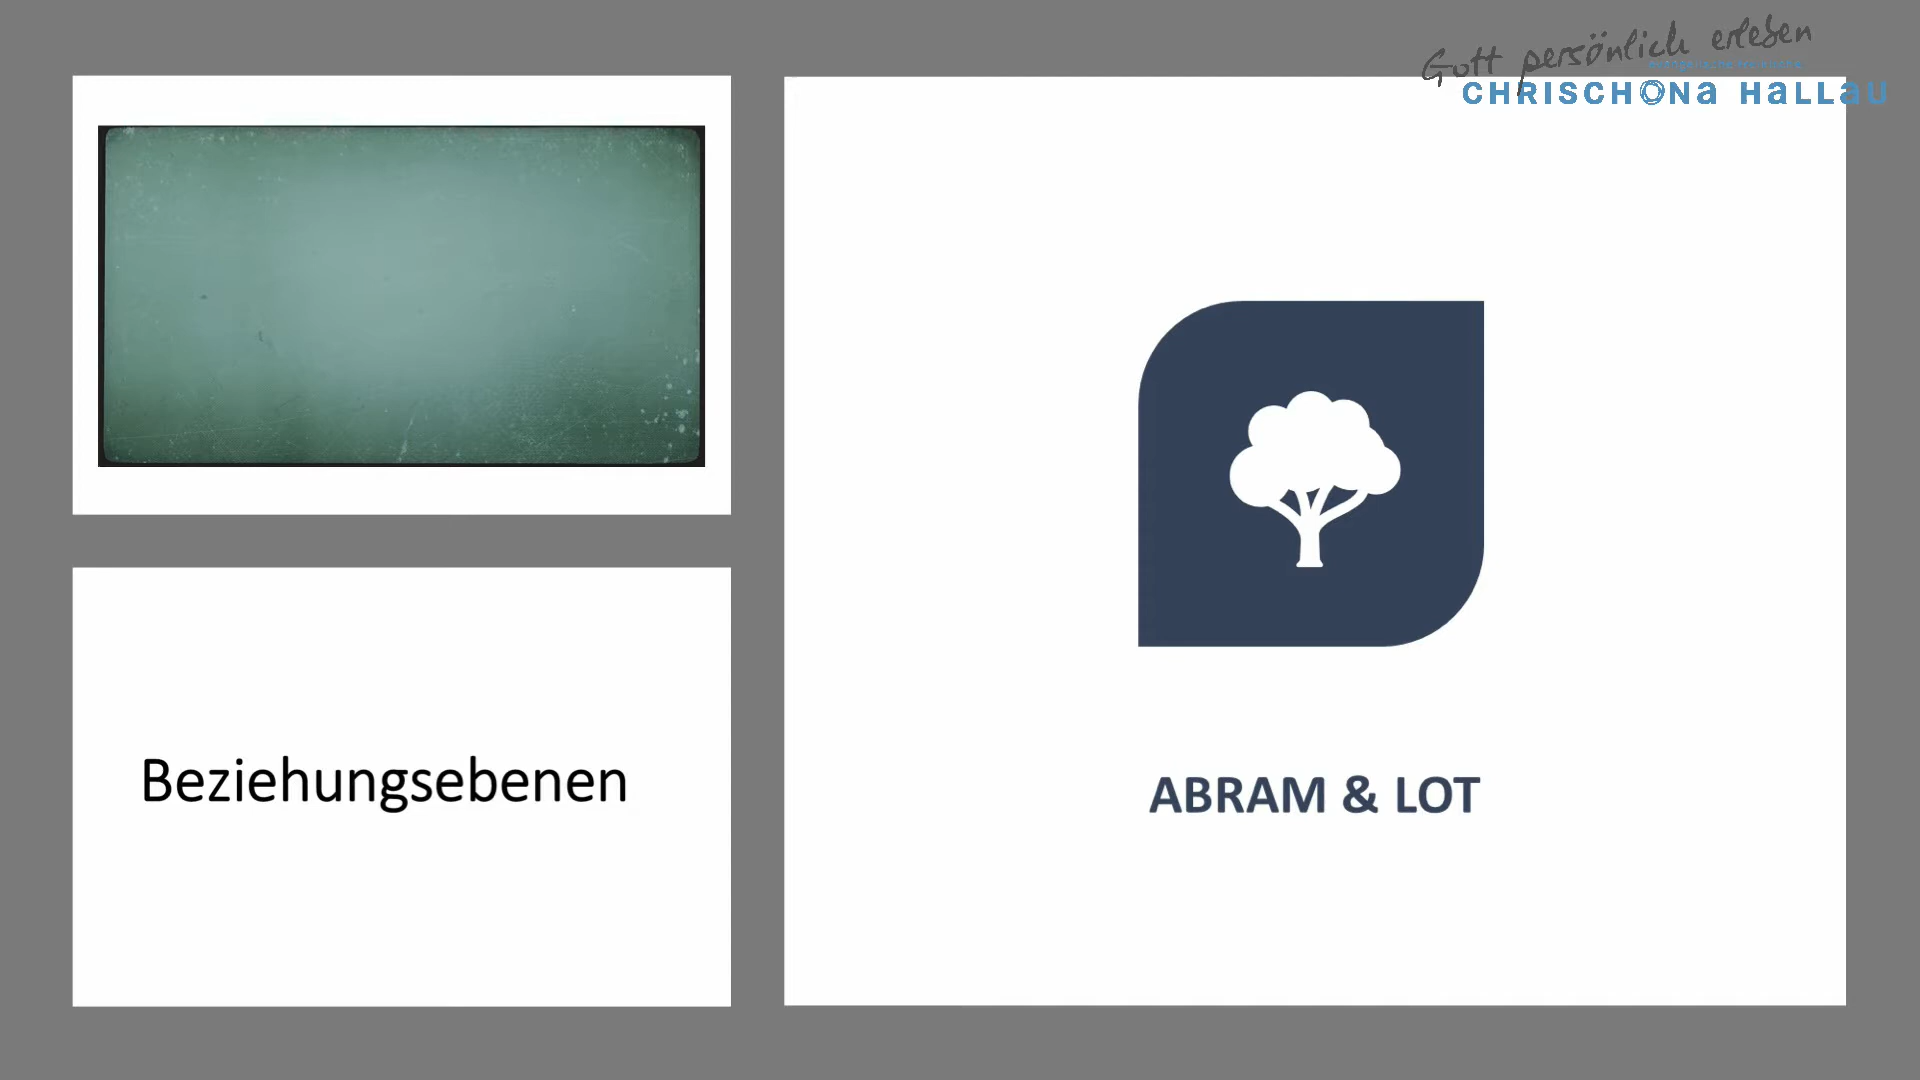 Gott persönlich erleben
CHRISCHONa HaLLaU
Beziehungsebenen
ABRAM & LOT